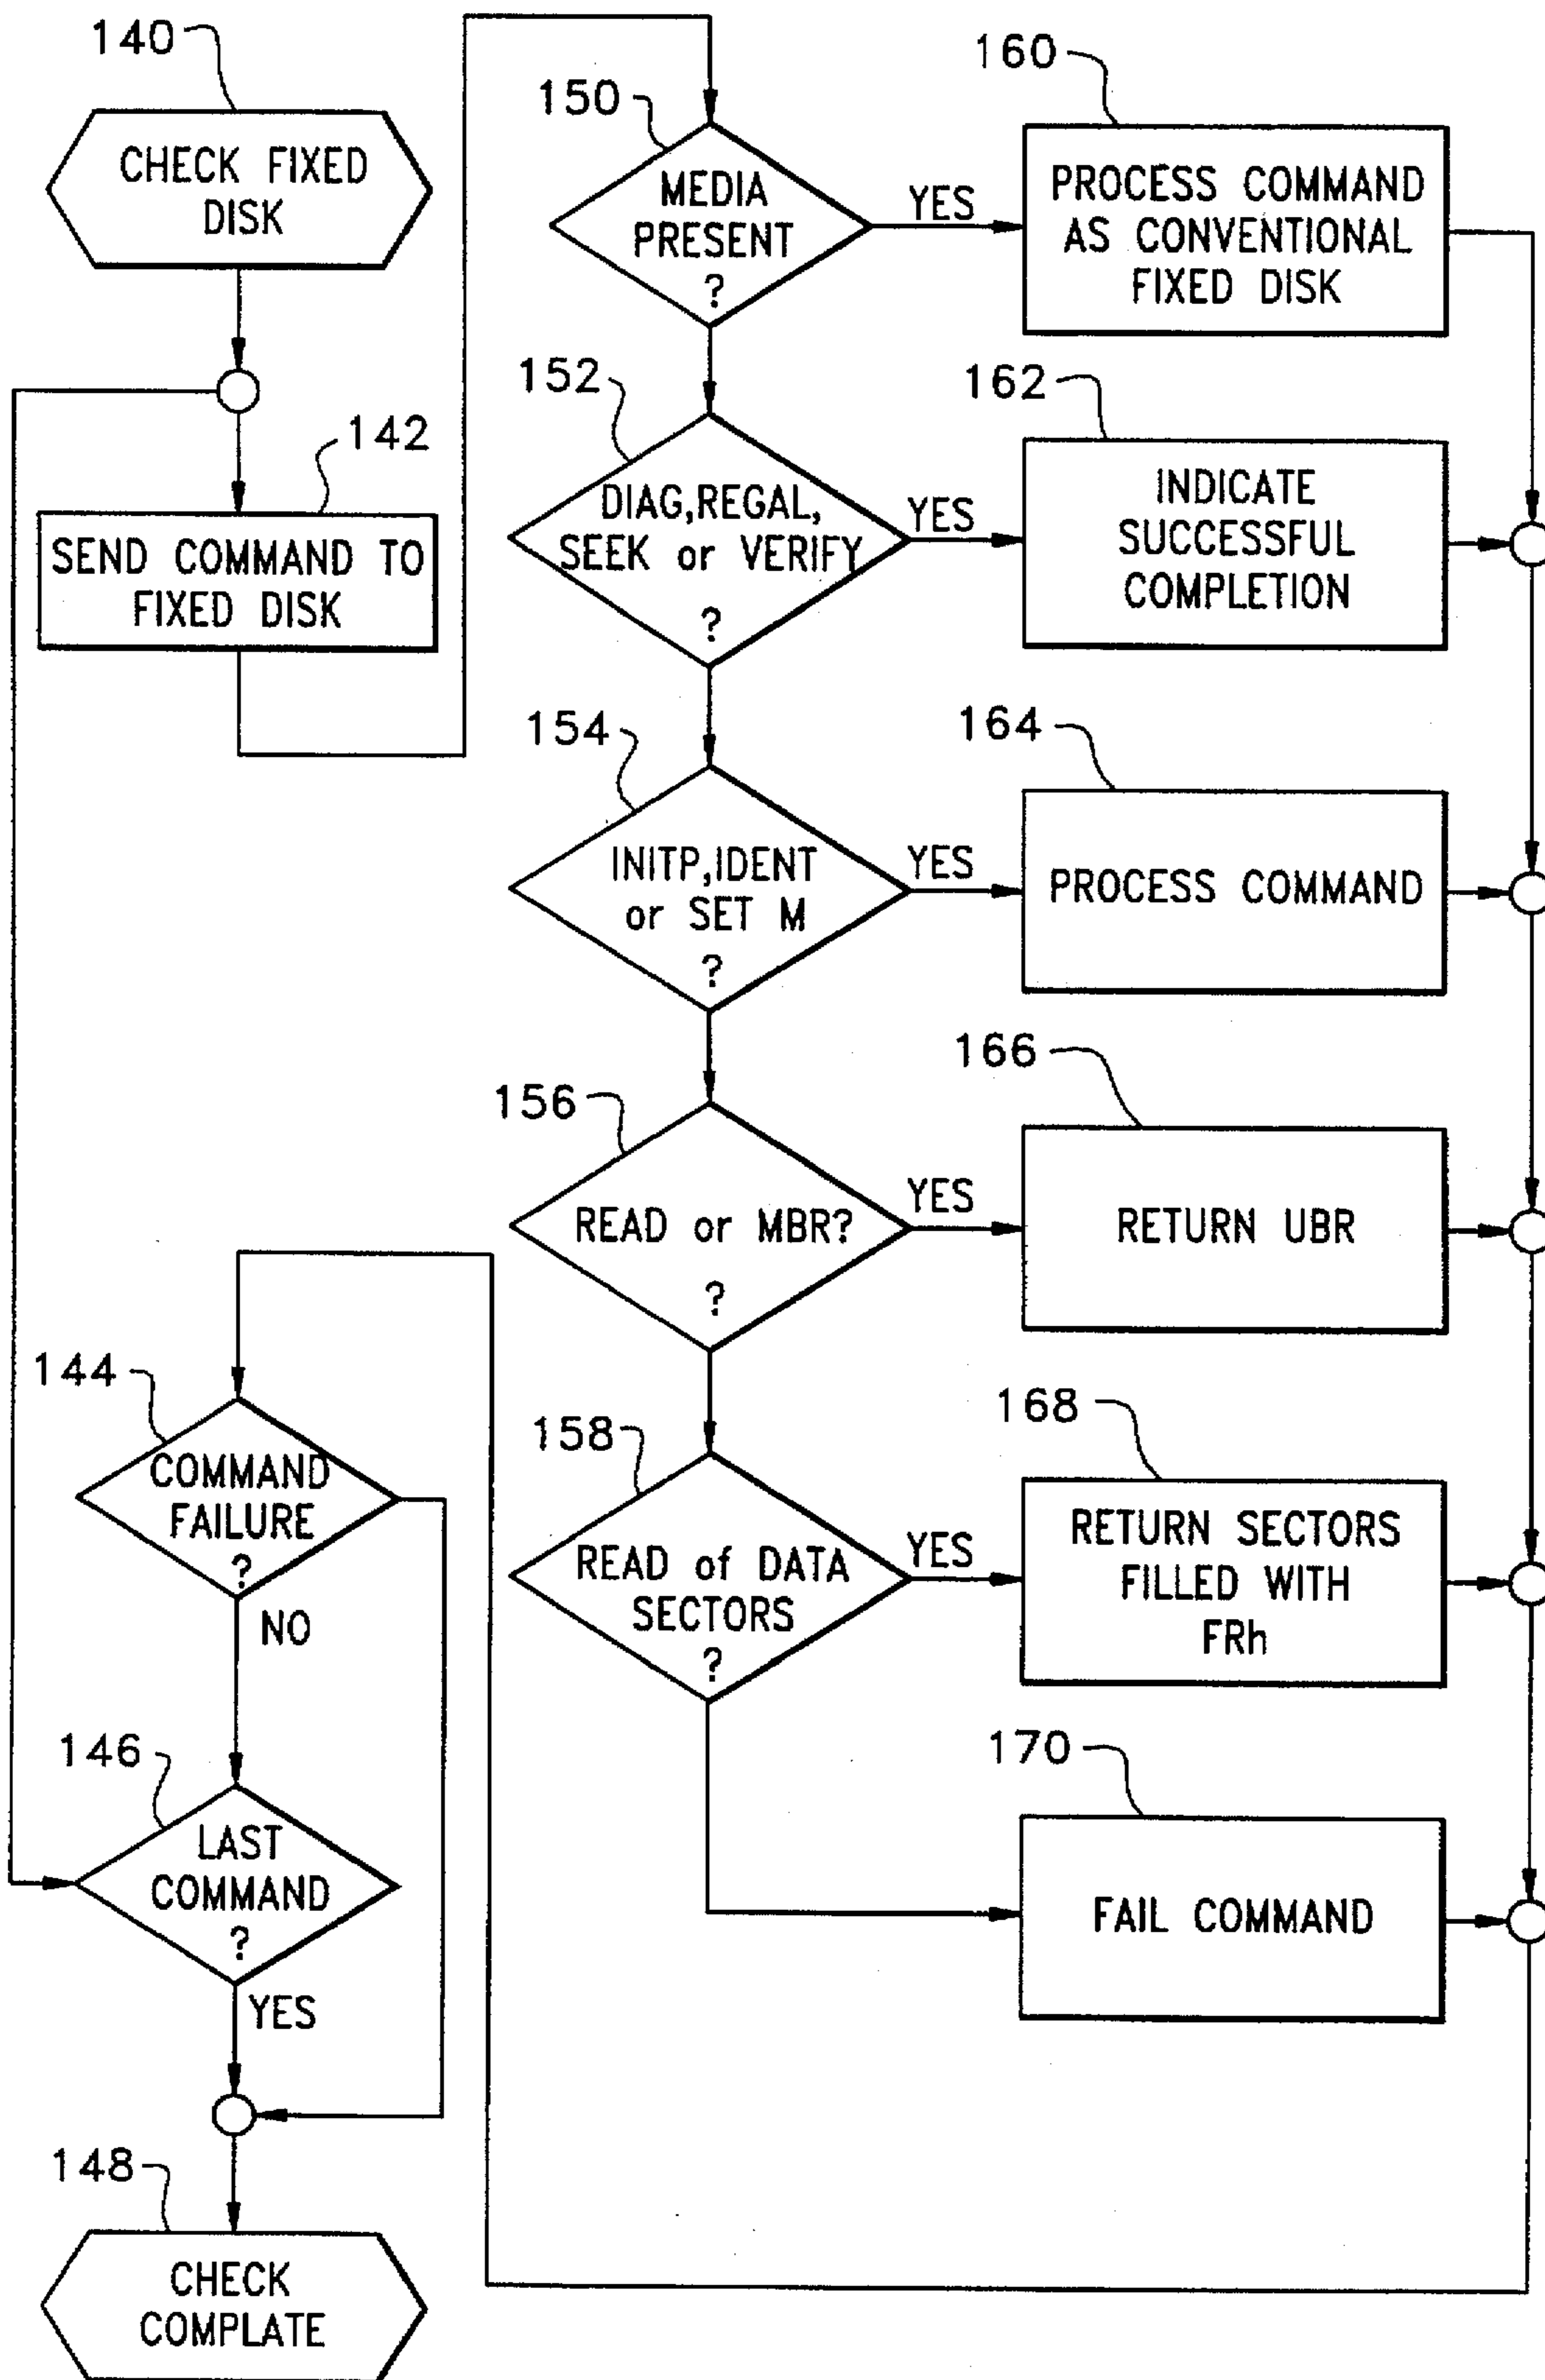 140
CHECK FIXED
DISK
142
SEND COMMAND TO
FIXED DISK
144
COMMAND
FAILURE
?
NO
146
LAST
COMMAND
?
YES
148
CHECK
COMPLATE
150
MEDIA
PRESENT
?
YES
160
PROCESS COMMAND
AS CONVENTIONAL
FIXED DISK
152
DIAG,REGAL,
SEEK or VERIFY
?
YES
162
INDICATE
SUCCESSFUL
COMPLETION
154
INITP,IDENT
or SET M
?
YES
164
PROCESS COMMAND
156
READ or MBR?
?
YES
166
RETURN UBR
158
READ of DATA
SECTORS
?
YES
168
RETURN SECTORS
FILLED WITH
FRh
170
FAIL COMMAND